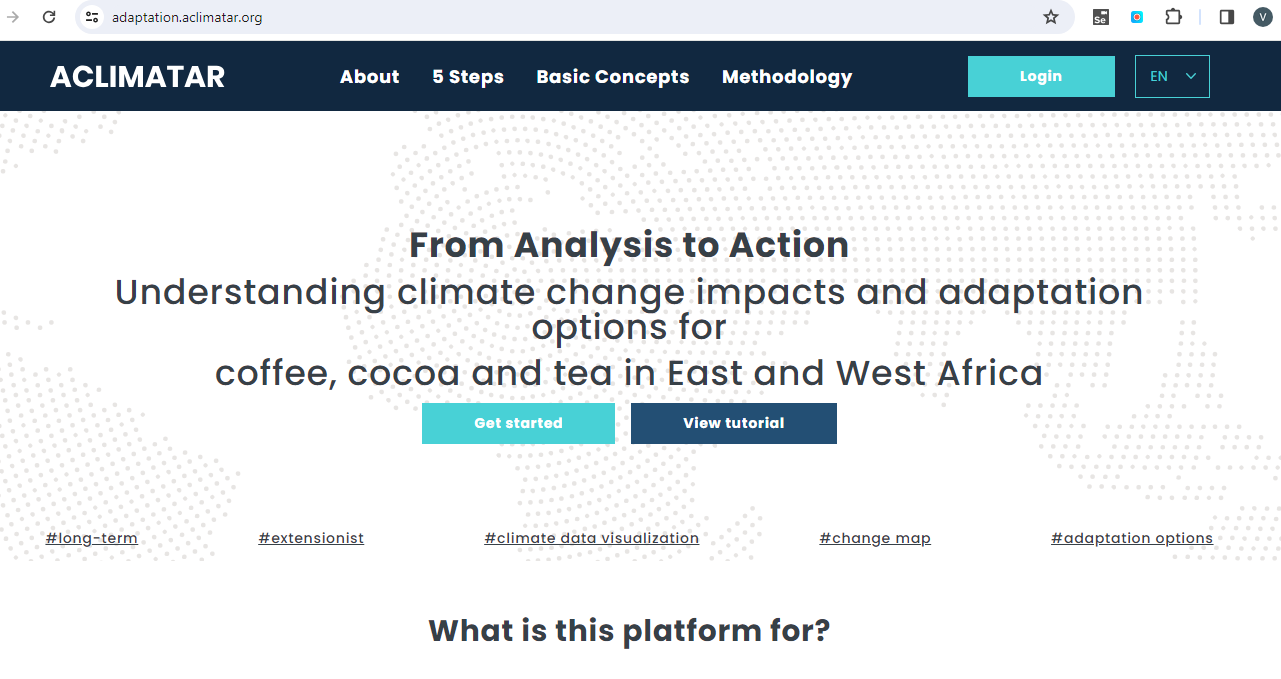 adaptation.aclimatar.org
Se
V
ACLIMATAR
About
5 Steps
Basic Concepts
Methodology
Login
EN
From Analysis to Action
Understanding climate change impacts and adaptation
options for
coffee, cocoa and tea in East and West Africa
Get started
View tutorial
#long-term
#extensionist
#climate data visualization
#change map
#adaptation options
What is this platform for?